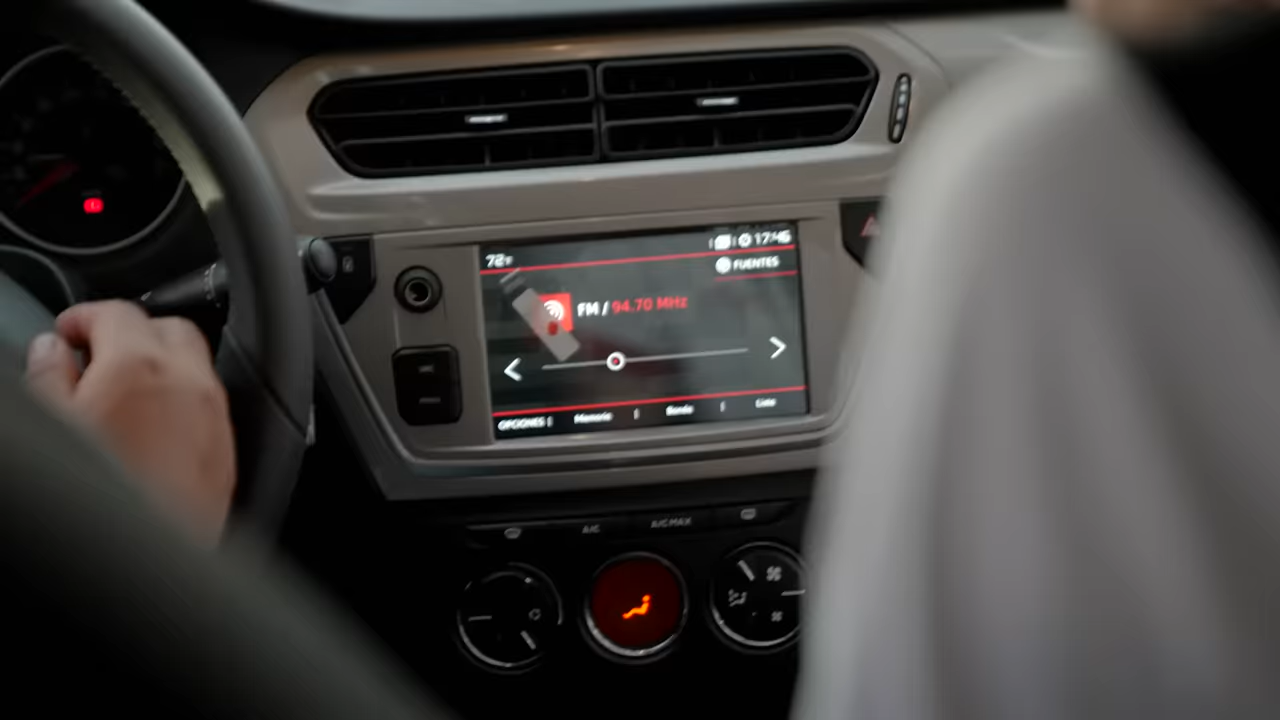 17:46
72°F
FUENTES
FM / 94.70 MHz
OPCIONES
Memoria
Banda
Lista
A/C
A/C MAX